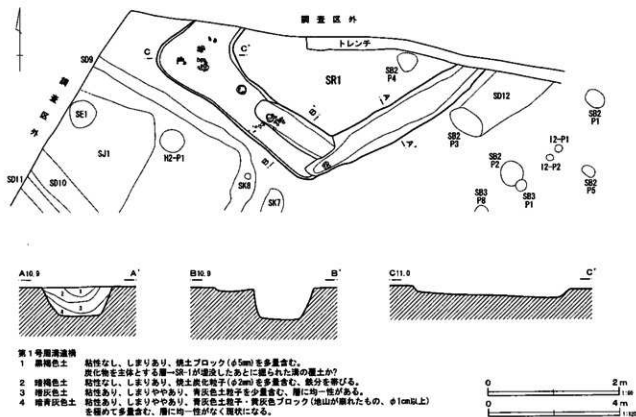 調査区外
トレンチ
C
C'
SD9
SR1
SB2
P4
調査区外
SE1
SJ1
H2-P1
B'
B
A'
SD12
SB2
P3
SB2
P1
I2-P1
I2-P2
SB2
P2
SB2
P5
SB3
P1
SB3
P8
SD11
SD10
SK8
SK7
A10.9
A'
B10.9
B'
C11.0
C'
第1号周溝遺構
1 黒褐色土 粘性なし、しまりあり、焼土ブロック(φ5mm)を多量含む。
炭化物を主体とする層→SR-1が埋没したあとに掘られた溝の覆土か?
2 暗褐色土 粘性なし、しまりあり、焼土炭化粒子(φ2mm)を多量含む、鉄分を帯びる。
3 暗灰色土 粘性あり、しまりややあり、青灰色土粒子を少量含む、層に均一性がある。
4 暗青灰色土 粘性あり、しまりややあり、青灰色土粒子・黄灰色ブロック(地山が崩れたもの、φ1cm以上)
を極めて多量含む、層に均一性がなく斑状になる。
0 2m
0 4m